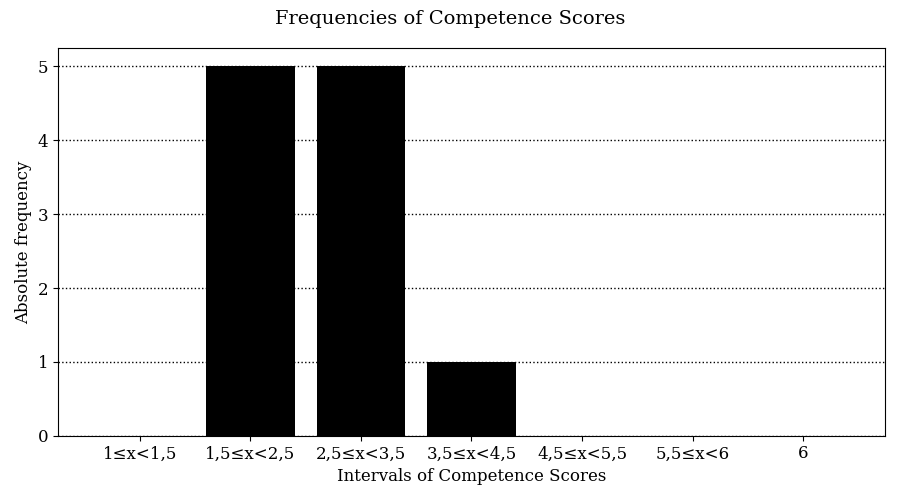 Frequencies of Competence Scores
Absolute frequency
5
4
3
2
1
0
1≤x<1,5 1,5≤x<2,5 2,5≤x<3,5 3,5≤x<4,5 4,5≤x<5,5 5,5≤x<6 6
Intervals of Competence Scores